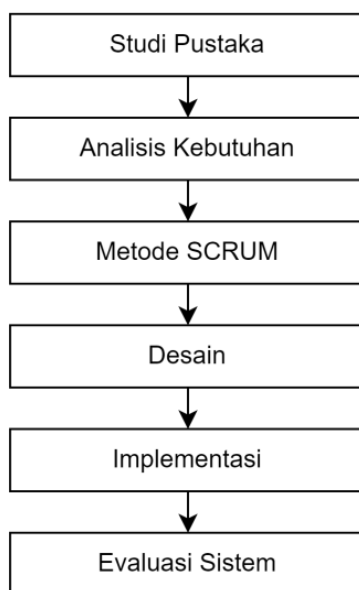 Studi Pustaka
Analisis Kebutuhan
Metode SCRUM
Desain
Implementasi
Evaluasi Sistem